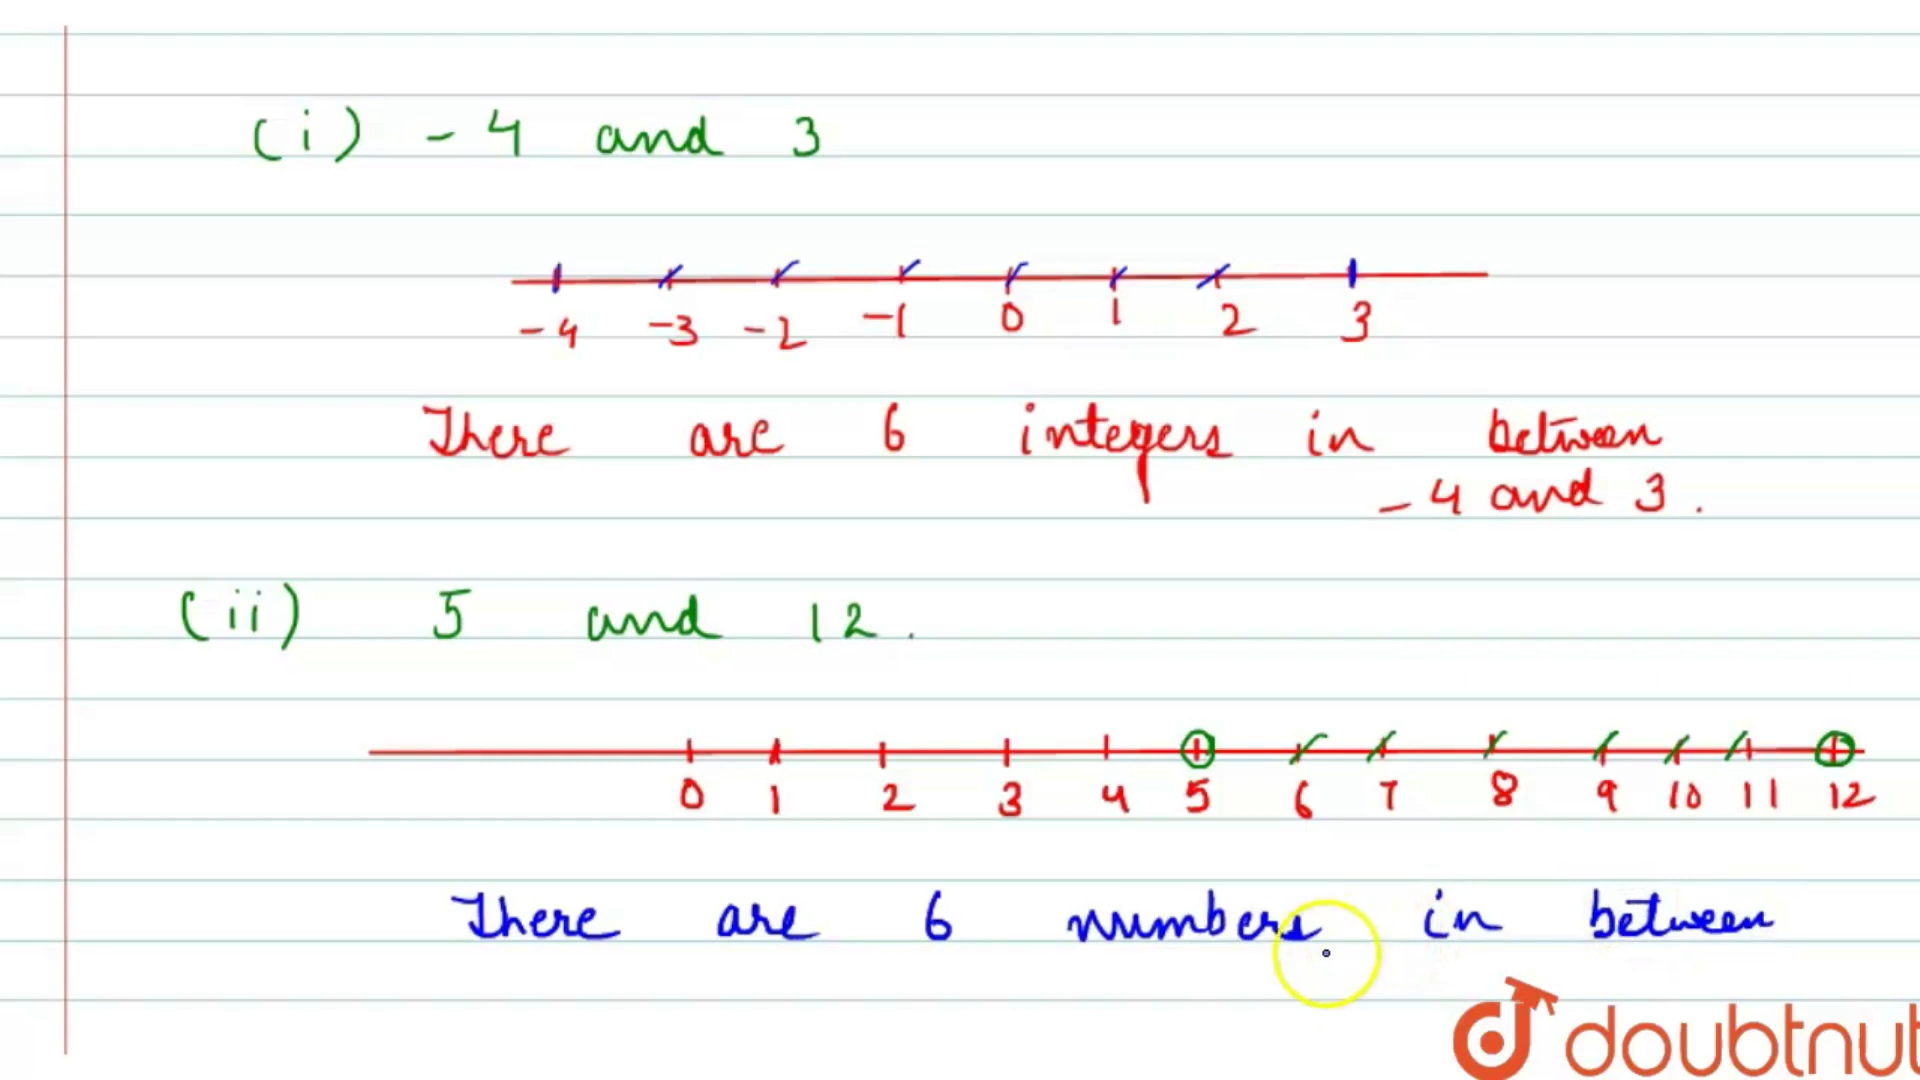 (i) - 4 and 3
-4 -3 -2 -1 0 1 2 3
There are 6 integers in between
- 4 and 3 .
(ii) 5 and 12 .
0 1 2 3 4 5 6 7 8 9 10 11 12
There are 6 numbers in between
doubtnut